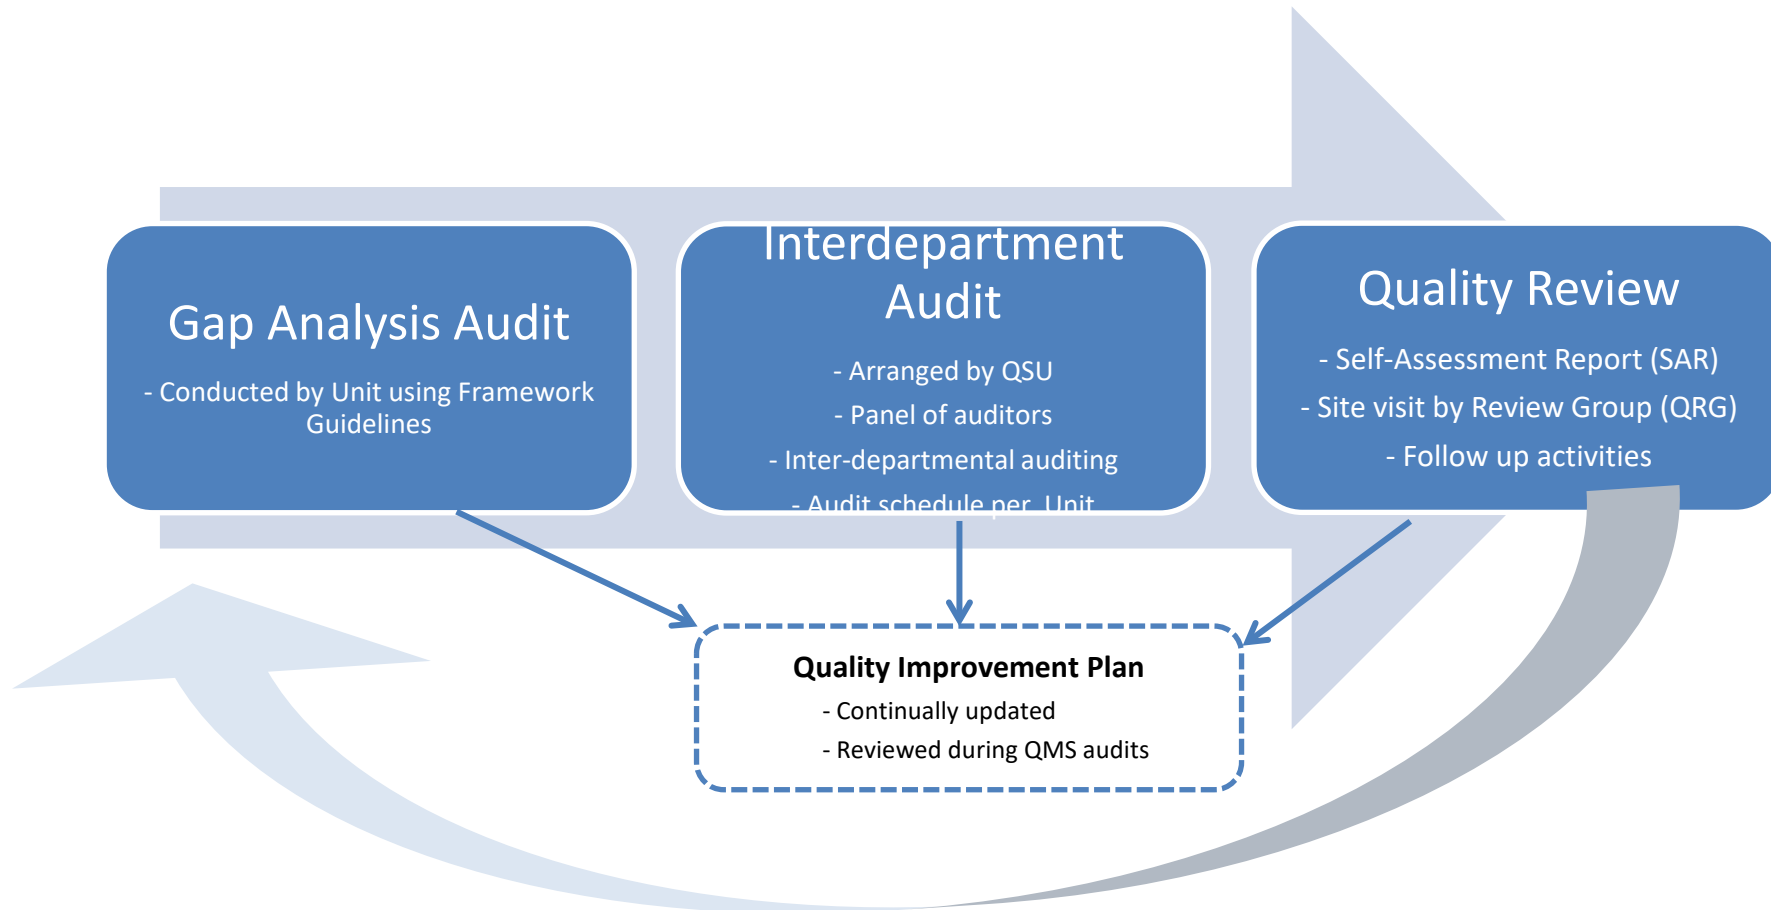 Gap Analysis Audit
- Conducted by Unit using Framework
Guidelines
Interdepartment
Audit
- Arranged by QSU
- Panel of auditors
- Inter-departmental auditing
- Audit schedule per  Unit
Quality Review
- Self-Assessment Report (SAR)
- Site visit by Review Group (QRG)
- Follow up activities
Quality Improvement Plan
- Continually updated
- Reviewed during QMS audits